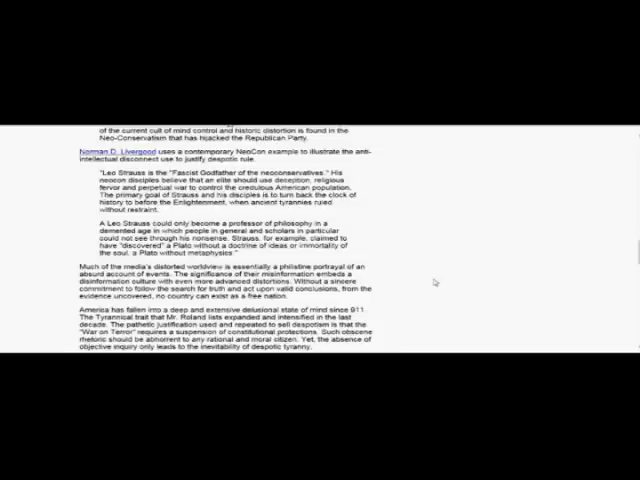 of the current cult of mind control and historic distortion is found in the
Neo-Conservatism that has hijacked the Republican Party.
Norman D. Livergood uses a contemporary NeoCon example to illustrate the anti-
intellectual disconnect use to justify despotic rule.
"Leo Strauss is the "Fascist Godfather of the neoconservatives." His
neocon disciples believe that an elite should use deception, religious
fervor and perpetual war to control the credulous American population.
The primary goal of Strauss and his disciples is to turn back the clock of
history to before the Enlightenment, when ancient tyrannies ruled
without restraint.
A Leo Strauss could only become a professor of philosophy in a
demented age in which people in general and scholars in particular
could not see through his nonsense. Strauss, for example, claimed to
have "discovered" a Plato without a doctrine of ideas or immortality of
the soul, a Plato without metaphysics."
Much of the media's distorted worldview is essentially a philistine portrayal of an
absurd account of events. The significance of their misinformation embeds a
disinformation culture with even more advanced distortions. Without a sincere
commitment to follow the search for truth and act upon valid conclusions, from the
evidence uncovered, no country can exist as a free nation.
America has fallen into a deep and extensive delusional state of mind since 911.
The Tyrannical trait that Mr. Roland lists expanded and intensified in the last
decade. The pathetic justification used and repeated to sell despotism is that the
"War on Terror" requires a suspension of constitutional protections. Such obscene
rhetoric should be abhorrent to any rational and moral citizen. Yet, the absence of
objective inquiry only leads to the inevitability of despotic tyranny.